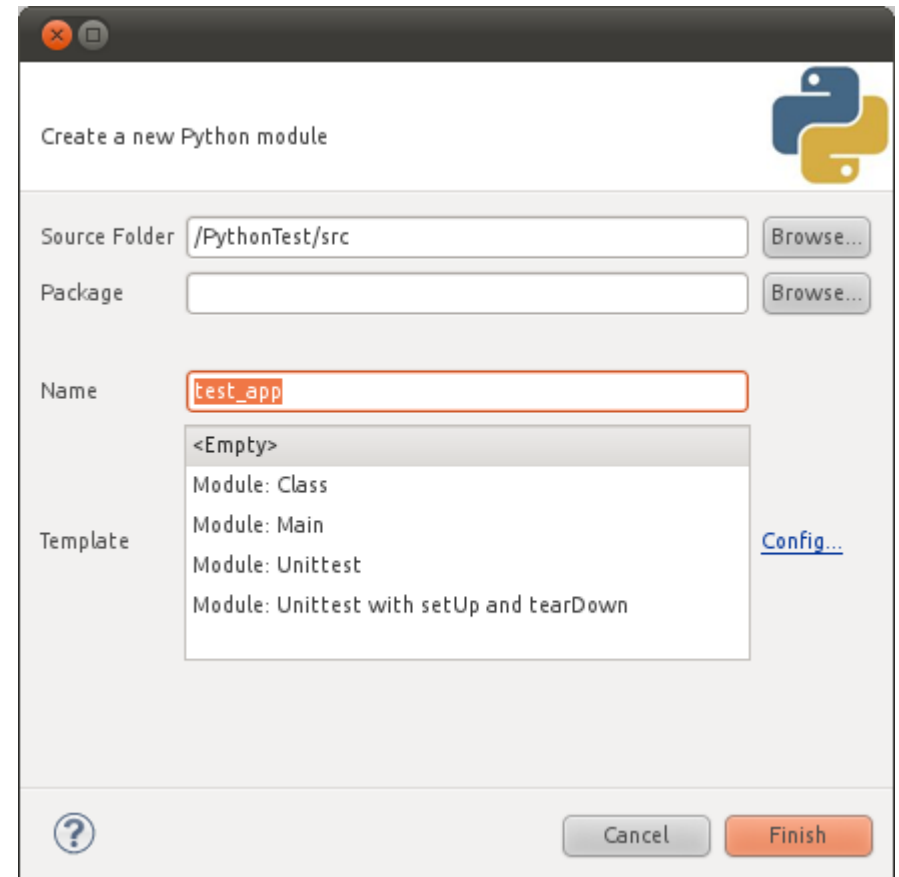 Create a new Python module
Source Folder /PythonTest/src Browse...
Package Browse...
Name test_app
<Empty>
Module: Class
Module: Main
Template Module: Unittest Config...
Module: Unittest with setUp and tearDown
? Cancel Finish